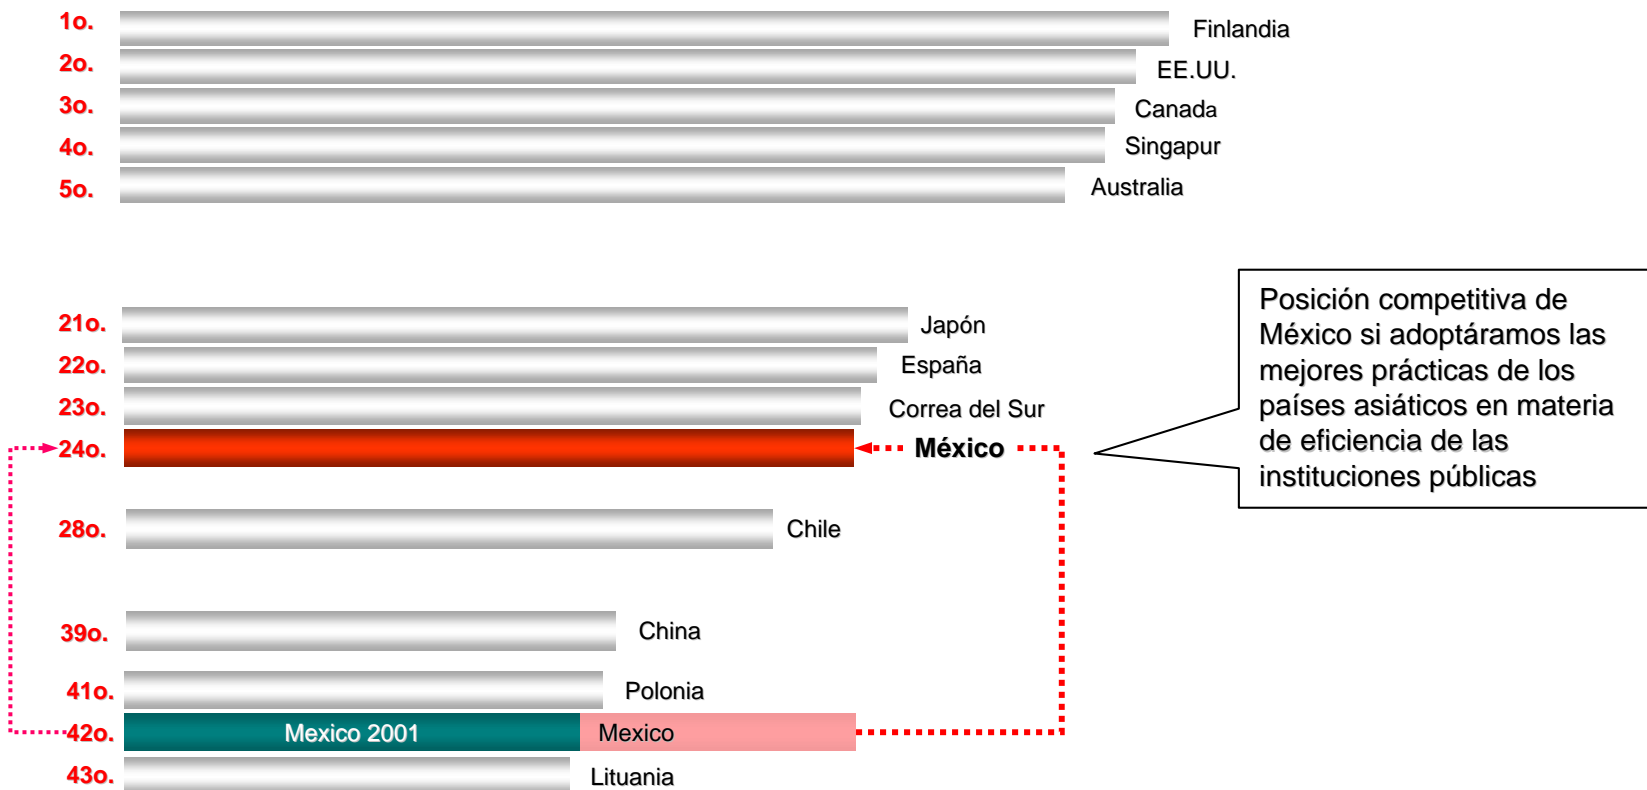 1o. Finlandia
2o. EE.UU.
3o. Canada
4o. Singapur
5o. Australia
21o. Japón
22o. España
23o. Correa del Sur
24o. México
28o. Chile
39o. China
41o. Polonia
42o. Mexico 2001 Mexico
43o. Lituania
Posición competitiva de
México si adoptáramos las
mejores prácticas de los
países asiáticos en materia
de eficiencia de las
instituciones públicas